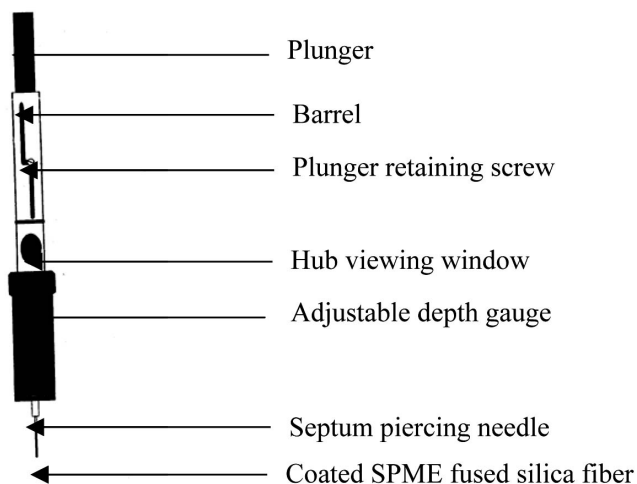 Plunger
Barrel
Plunger retaining screw
Hub viewing window
Adjustable depth gauge
Septum piercing needle
Coated SPME fused silica fiber